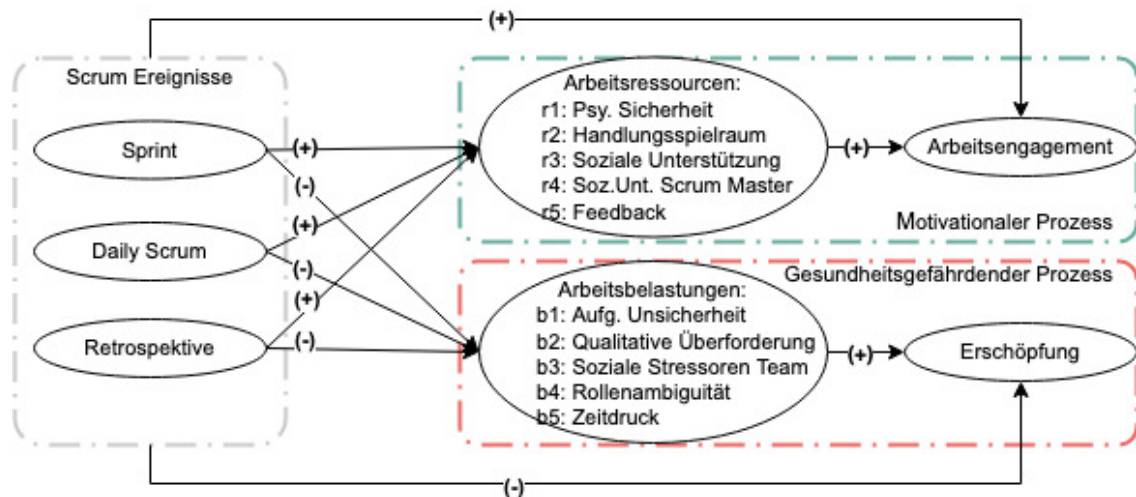 (+)
Scrum Ereignisse
Sprint
Daily Scrum
Retrospektive
(+)
(-)
(+)
(-)
(+)
(-)
Arbeitsressourcen:
r1: Psy. Sicherheit
r2: Handlungsspielraum
r3: Soziale Unterstützung
r4: Soz.Unt. Scrum Master
r5: Feedback
(+)
Arbeitsengagement
Motivationaler Prozess
Gesundheitsgefährdender Prozess
Arbeitsbelastungen:
b1: Aufg. Unsicherheit
b2: Qualitative Überforderung
b3: Soziale Stressoren Team
b4: Rollenambiguität
b5: Zeitdruck
(+)
Erschöpfung
(-)